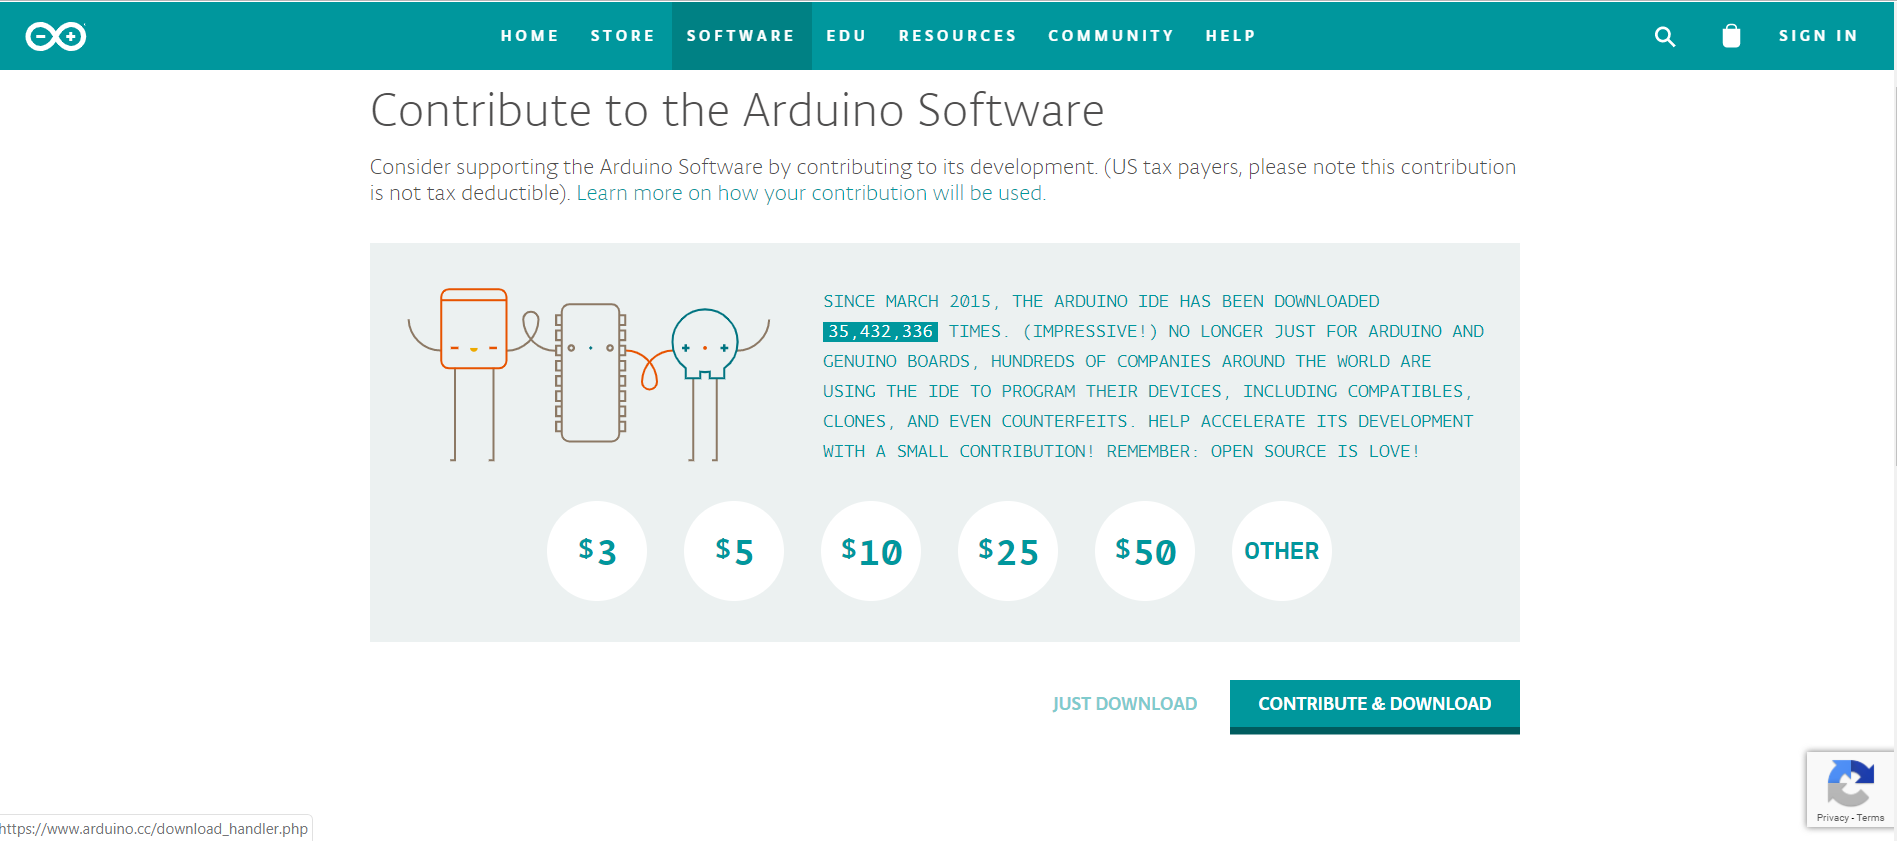 HOME STORE SOFTWARE EDU RESOURCES COMMUNITY HELP SIGN IN
Contribute to the Arduino Software
Consider supporting the Arduino Software by contributing to its development. (US tax payers, please note this contribution
is not tax deductible). Learn more on how your contribution will be used.
SINCE MARCH 2015, THE ARDUINO IDE HAS BEEN DOWNLOADED
35,432,336 TIMES. (IMPRESSIVE!) NO LONGER JUST FOR ARDUINO AND
GENUINO BOARDS, HUNDREDS OF COMPANIES AROUND THE WORLD ARE
USING THE IDE TO PROGRAM THEIR DEVICES, INCLUDING COMPATIBLES,
CLONES, AND EVEN COUNTERFEITS. HELP ACCELERATE ITS DEVELOPMENT
WITH A SMALL CONTRIBUTION! REMEMBER: OPEN SOURCE IS LOVE!
$3 $5 $10 $25 $50 OTHER
JUST DOWNLOAD CONTRIBUTE & DOWNLOAD
Privacy - Terms
https://www.arduino.cc/download_handler.php